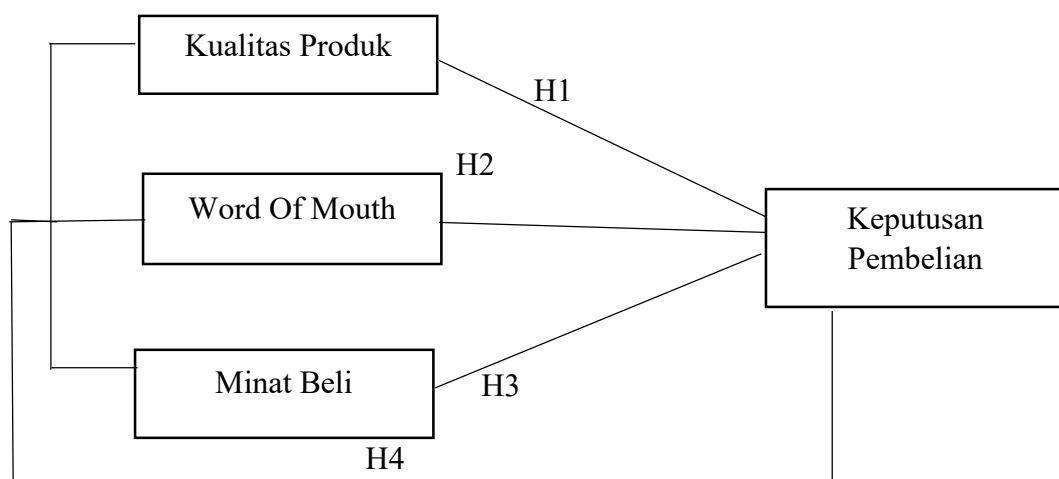 Kualitas Produk
H1
H2
Word Of Mouth
Keputusan
Pembelian
Minat Beli
H3
H4